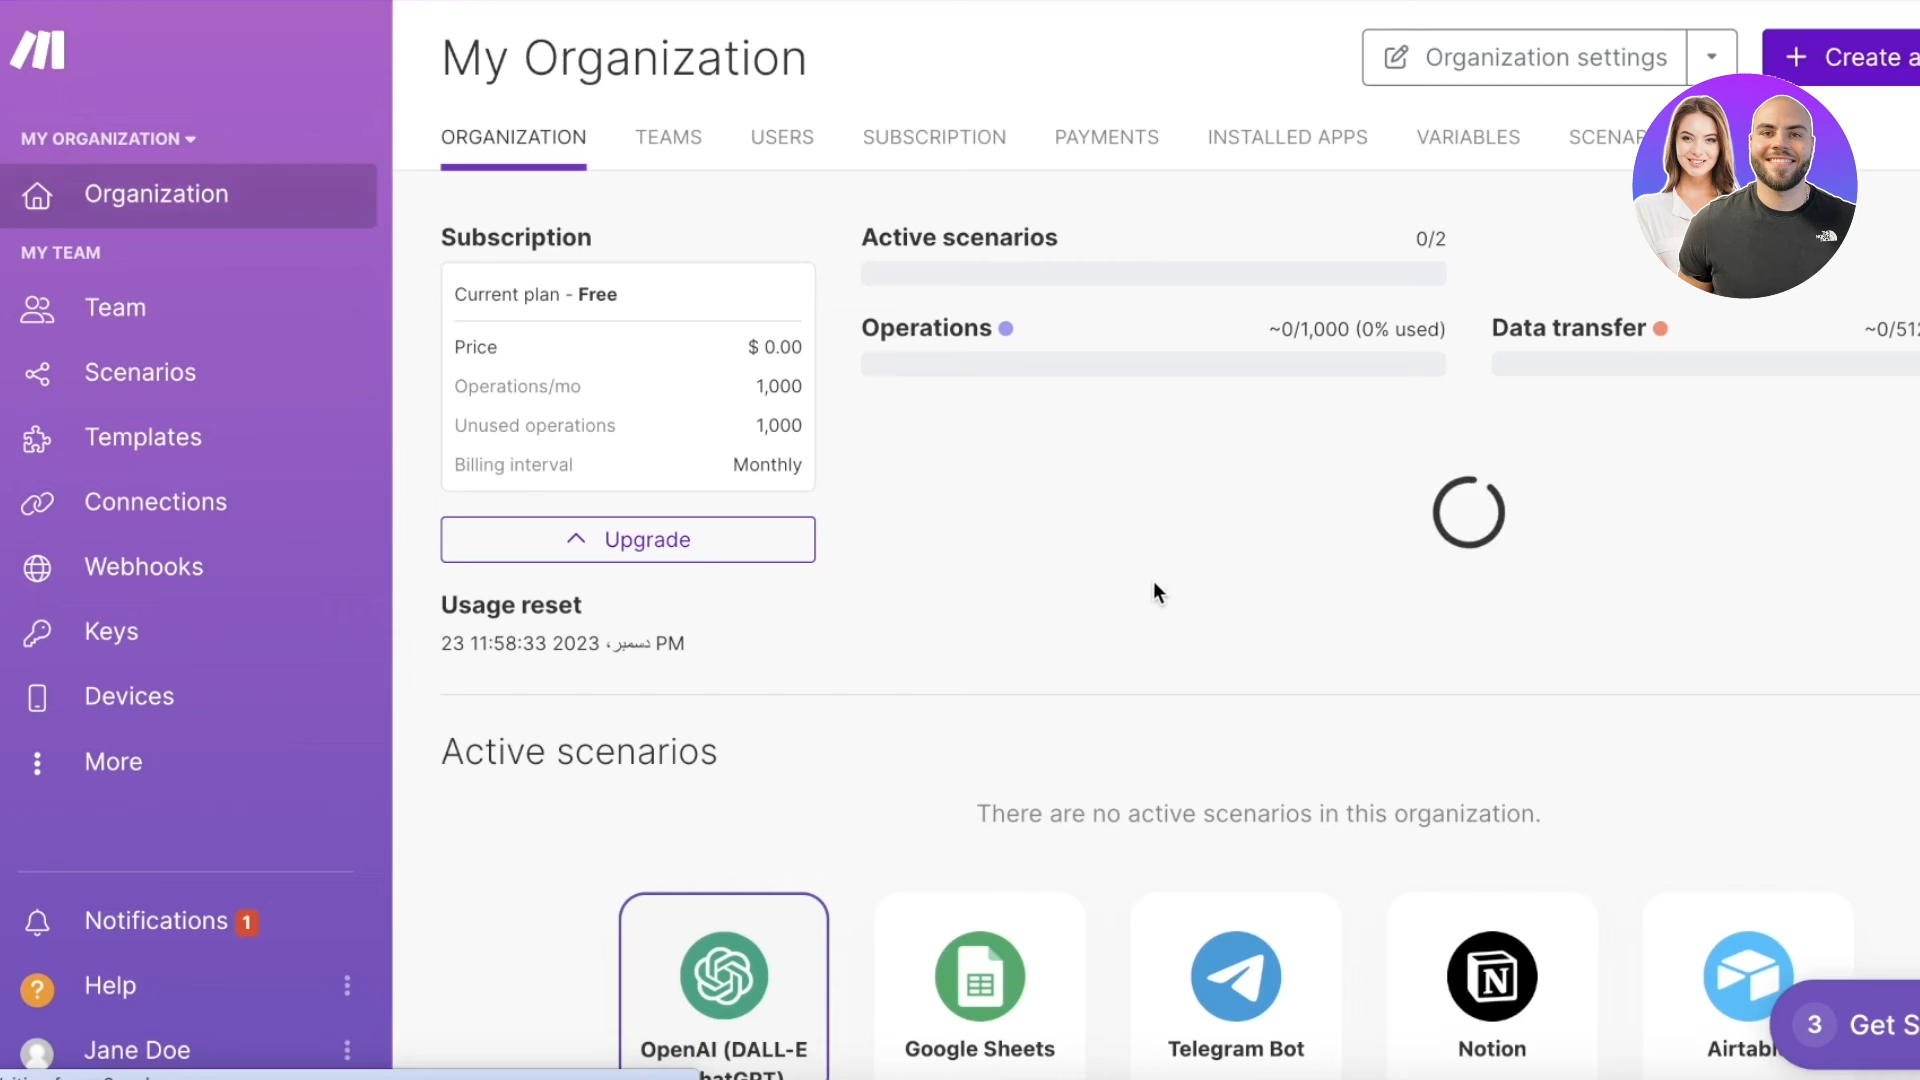 My Organization
Organization settings
+ Create a
MY ORGANIZATION
Organization
MY TEAM
Team
Scenarios
Templates
Connections
Webhooks
Keys
Devices
More
Notifications 1
Help
Jane Doe
ORGANIZATION TEAMS USERS SUBSCRIPTION PAYMENTS INSTALLED APPS VARIABLES SCENAR
Subscription
Current plan - Free
Price $ 0.00
Operations/mo 1,000
Unused operations 1,000
Billing interval Monthly
Upgrade
Usage reset
23 دسمبر، 2023 11:58:33 PM
Active scenarios 0/2
Operations ~0/1,000 (0% used)
Data transfer ~0/512
Active scenarios
There are no active scenarios in this organization.
OpenAI (DALL-E
hatGPT)
Google Sheets
Telegram Bot
Notion
Airtabl
3 Get S